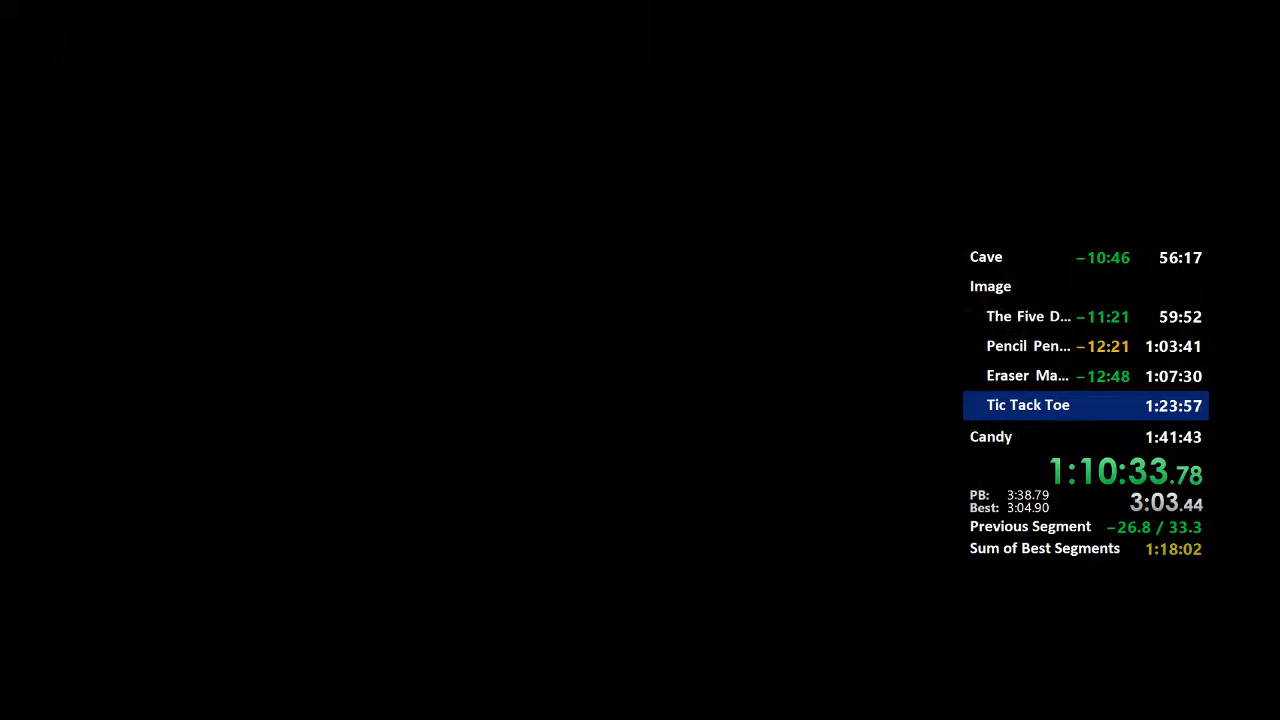 Cave −10:46 56:17
Image
The Five D... −11:21 59:52
Pencil Pen... −12:21 1:03:41
Eraser Ma... −12:48 1:07:30
Tic Tack Toe 1:23:57
Candy 1:41:43
1:10:33.78
PB: 3:38.79 3:03.44
Best: 3:04.90
Previous Segment −26.8 / 33.3
Sum of Best Segments 1:18:02